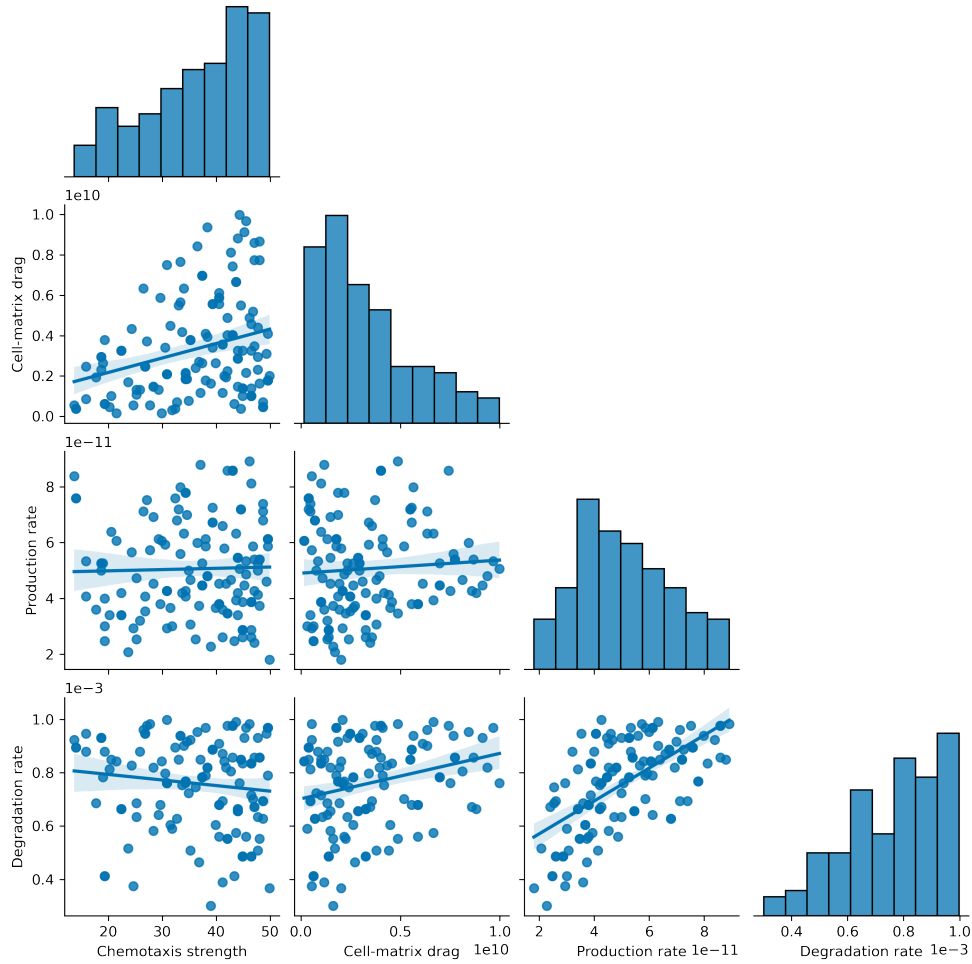 1e10
1.0
0.8
0.6
0.4
0.2
0.0
Cell-matrix drag
1e−11
8
6
4
2
Production rate
1e−3
1.0
0.8
0.6
0.4
Degradation rate
20 30 40 50
Chemotaxis strength
0.0 0.5 1.0
Cell-matrix drag 1e10
2 4 6 8
Production rate 1e−11
0.4 0.6 0.8 1.0
Degradation rate 1e−3